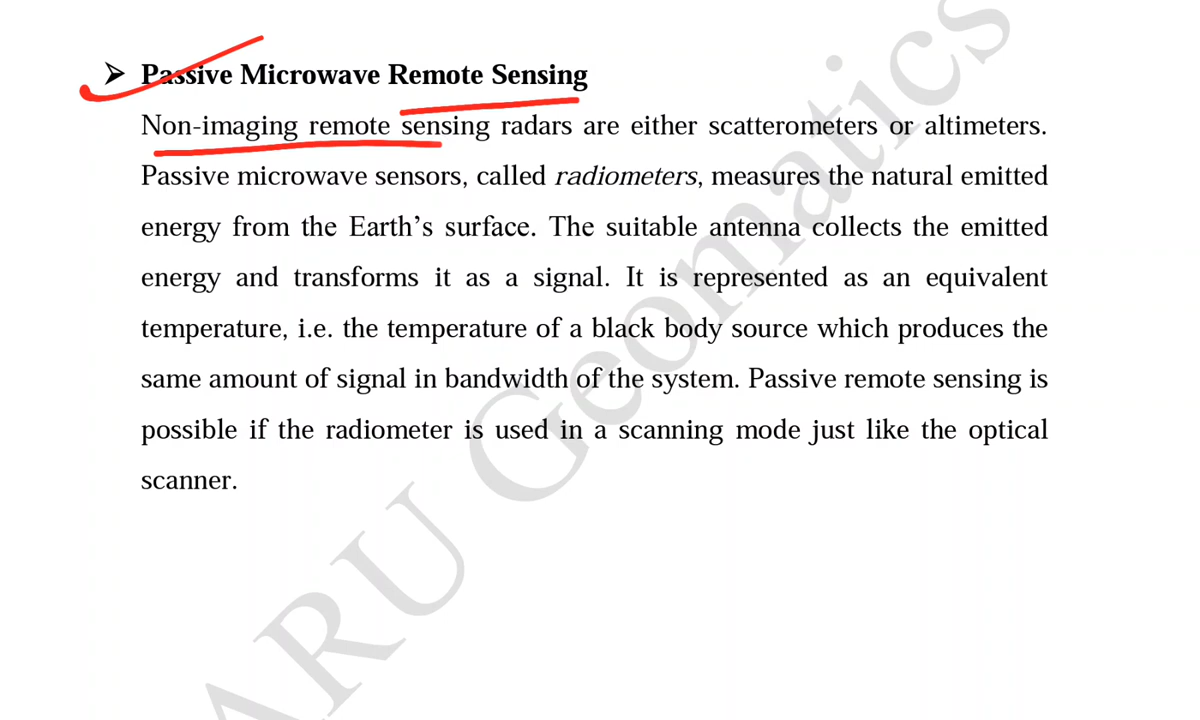 ➢ Passive Microwave Remote Sensing
Non-imaging remote sensing radars are either scatterometers or altimeters.
Passive microwave sensors, called radiometers, measures the natural emitted
energy from the Earth’s surface. The suitable antenna collects the emitted
energy and transforms it as a signal. It is represented as an equivalent
temperature, i.e. the temperature of a black body source which produces the
same amount of signal in bandwidth of the system. Passive remote sensing is
possible if the radiometer is used in a scanning mode just like the optical
scanner.
ARU Geomatics